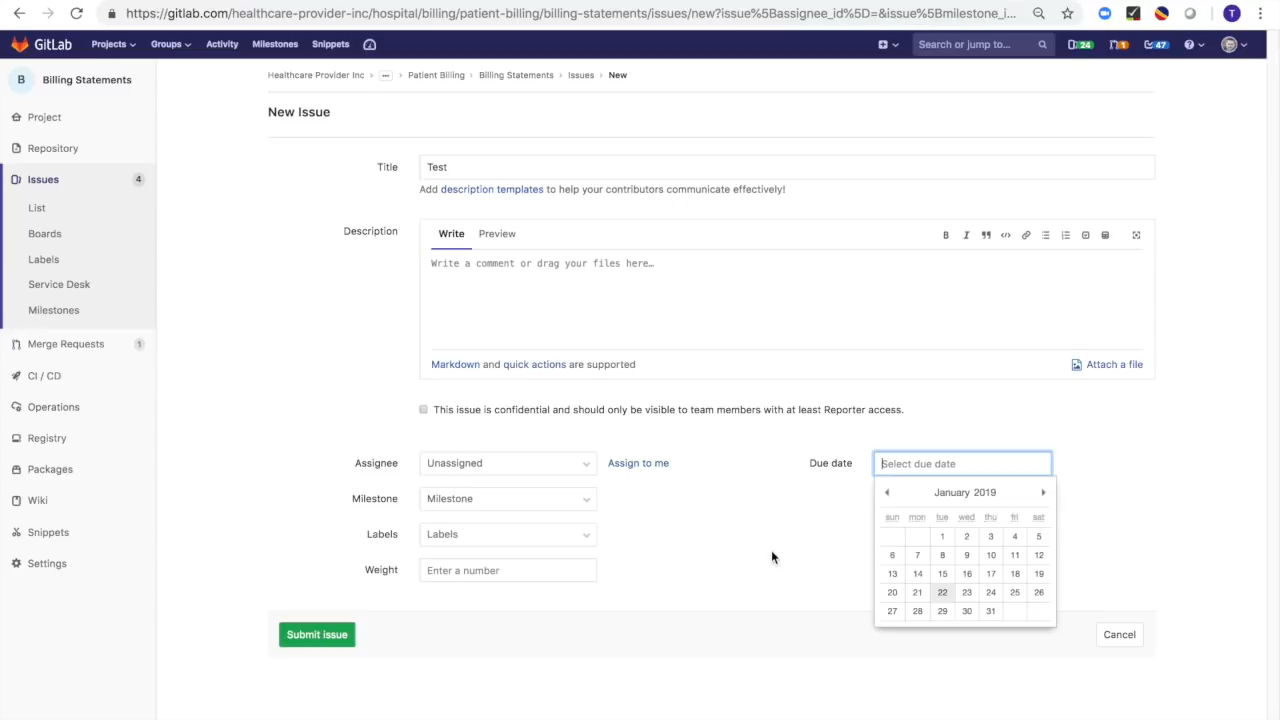 https://gitlab.com/healthcare-provider-inc/hospital/billing/patient-billing/billing-statements/issues/new?issue%5Bassignee_id%5D=&issue%5Bmilestone_i...
T
GitLab Projects Groups Activity Milestones Snippets Search or jump to... 24 1 47
B Billing Statements
Project
Repository
Issues 4
List
Boards
Labels
Service Desk
Milestones
Merge Requests 1
CI / CD
Operations
Registry
Packages
Wiki
Snippets
Settings
Healthcare Provider Inc > ... > Patient Billing > Billing Statements > Issues > New
New Issue
Title Test
Add description templates to help your contributors communicate effectively!
Description Write Preview
Write a comment or drag your files here…
Markdown and quick actions are supported Attach a file
This issue is confidential and should only be visible to team members with at least Reporter access.
Assignee Unassigned Assign to me Due date Select due date
Milestone Milestone
Labels Labels
Weight Enter a number
January 2019
sun mon tue wed thu fri sat
1 2 3 4 5
6 7 8 9 10 11 12
13 14 15 16 17 18 19
20 21 22 23 24 25 26
27 28 29 30 31
Submit issue Cancel